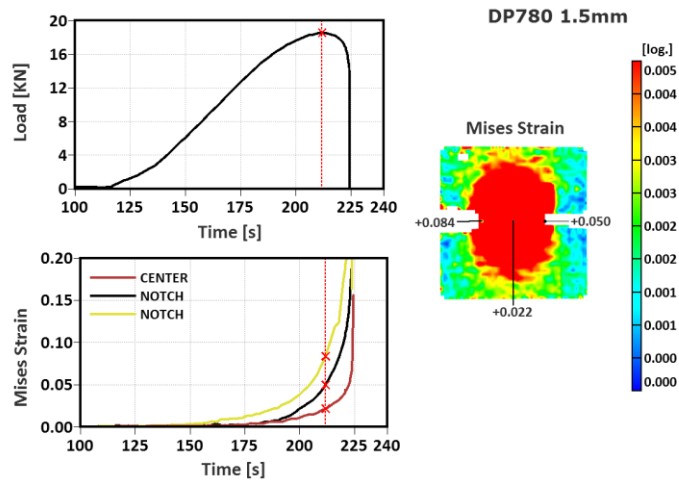 DP780 1.5mm
Load [KN]
20
16
12
8
4
0
100 125 150 175 200 225 240
Time [s]
Mises Strain
0.20
0.15
0.10
0.05
0.00
CENTER
NOTCH
NOTCH
100 125 150 175 200 225 240
Time [s]
Mises Strain
+0.084
+0.050
+0.022
[log.]
0.005
0.004
0.004
0.003
0.002
0.002
0.001
0.001
0.000
0.000